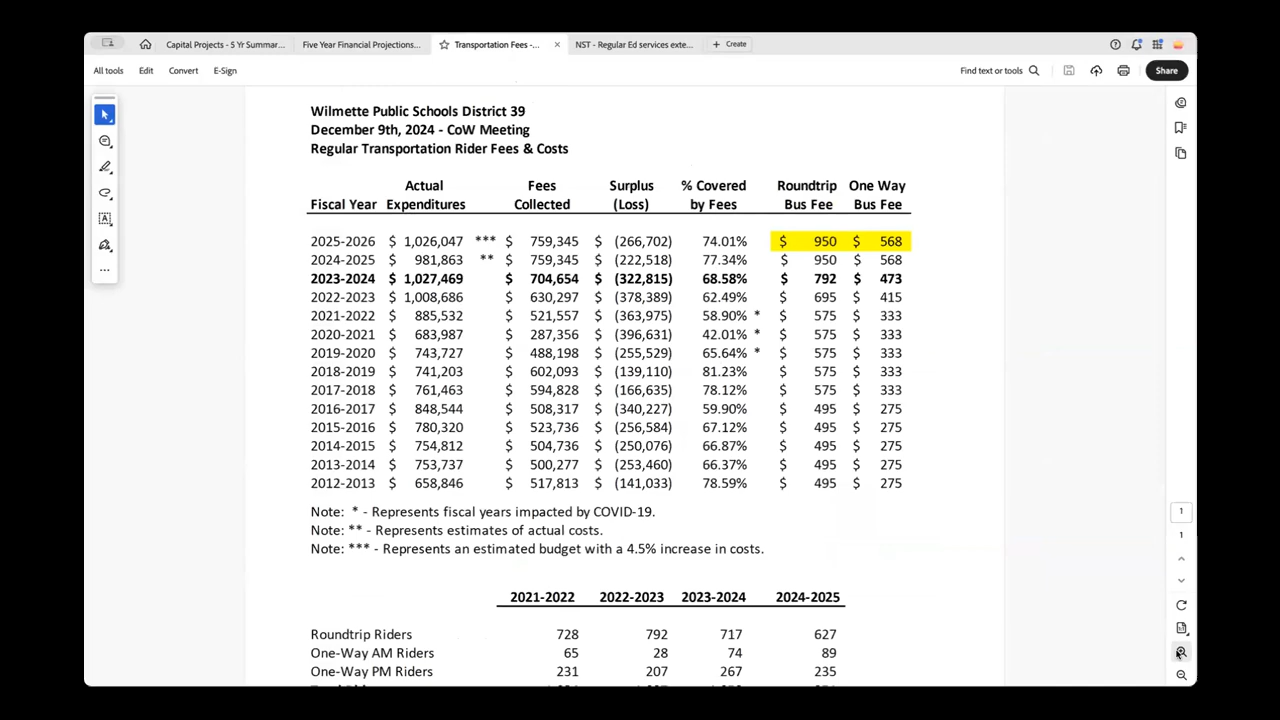 Capital Projects - 5 Yr Summar... Five Year Financial Projections... Transportation Fees -... NST - Regular Ed services exte... + Create
All tools Edit Convert E-Sign Find text or tools Share
Wilmette Public Schools District 39
December 9th, 2024 - CoW Meeting
Regular Transportation Rider Fees & Costs
Actual Fees Surplus % Covered Roundtrip One Way
Fiscal Year Expenditures Collected (Loss) by Fees Bus Fee Bus Fee
2025-2026 $ 1,026,047 *** $ 759,345 $ (266,702) 74.01% $ 950 $ 568
2024-2025 $ 981,863 ** $ 759,345 $ (222,518) 77.34% $ 950 $ 568
2023-2024 $ 1,027,469 $ 704,654 $ (322,815) 68.58% $ 792 $ 473
2022-2023 $ 1,008,686 $ 630,297 $ (378,389) 62.49% $ 695 $ 415
2021-2022 $ 885,532 $ 521,557 $ (363,975) 58.90% * $ 575 $ 333
2020-2021 $ 683,987 $ 287,356 $ (396,631) 42.01% * $ 575 $ 333
2019-2020 $ 743,727 $ 488,198 $ (255,529) 65.64% * $ 575 $ 333
2018-2019 $ 741,203 $ 602,093 $ (139,110) 81.23% $ 575 $ 333
2017-2018 $ 761,463 $ 594,828 $ (166,635) 78.12% $ 575 $ 333
2016-2017 $ 848,544 $ 508,317 $ (340,227) 59.90% $ 495 $ 275
2015-2016 $ 780,320 $ 523,736 $ (256,584) 67.12% $ 495 $ 275
2014-2015 $ 754,812 $ 504,736 $ (250,076) 66.87% $ 495 $ 275
2013-2014 $ 753,737 $ 500,277 $ (253,460) 66.37% $ 495 $ 275
2012-2013 $ 658,846 $ 517,813 $ (141,033) 78.59% $ 495 $ 275
Note: * - Represents fiscal years impacted by COVID-19.
Note: ** - Represents estimates of actual costs.
Note: *** - Represents an estimated budget with a 4.5% increase in costs.
2021-2022 2022-2023 2023-2024 2024-2025
Roundtrip Riders 728 792 717 627
One-Way AM Riders 65 28 74 89
One-Way PM Riders 231 207 267 235
1
1